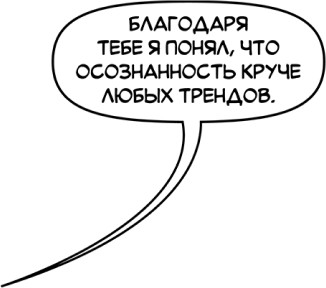 БЛАГОДАРЯ
ТЕБЕ Я ПОНЯЛ, ЧТО
ОСОЗНАННОСТЬ КРУЧЕ
ЛЮБЫХ ТРЕНДОВ.